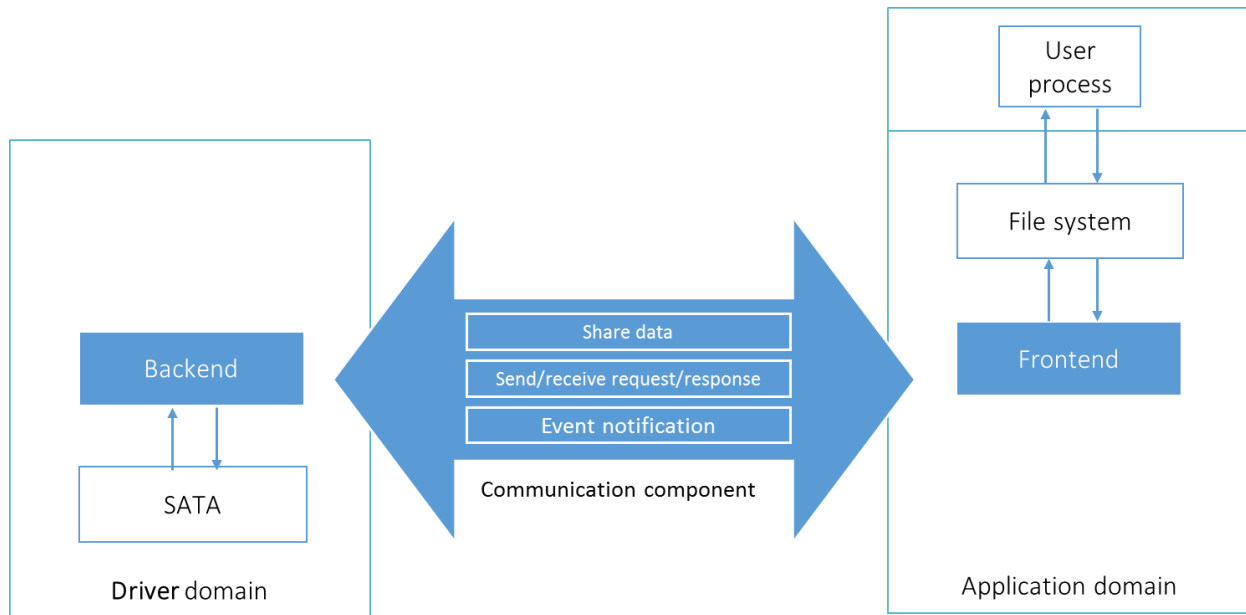 User
process
File system
Frontend
Application domain
Share data
Send/receive request/response
Event notification
Communication component
Backend
SATA
Driver domain